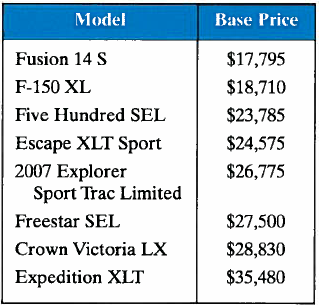 Model Base Price
Fusion 14 S $17,795
F-150 XL $18,710
Five Hundred SEL $23,785
Escape XLT Sport $24,575
2007 Explorer $26,775
Sport Trac Limited
Freestar SEL $27,500
Crown Victoria LX $28,830
Expedition XLT $35,480